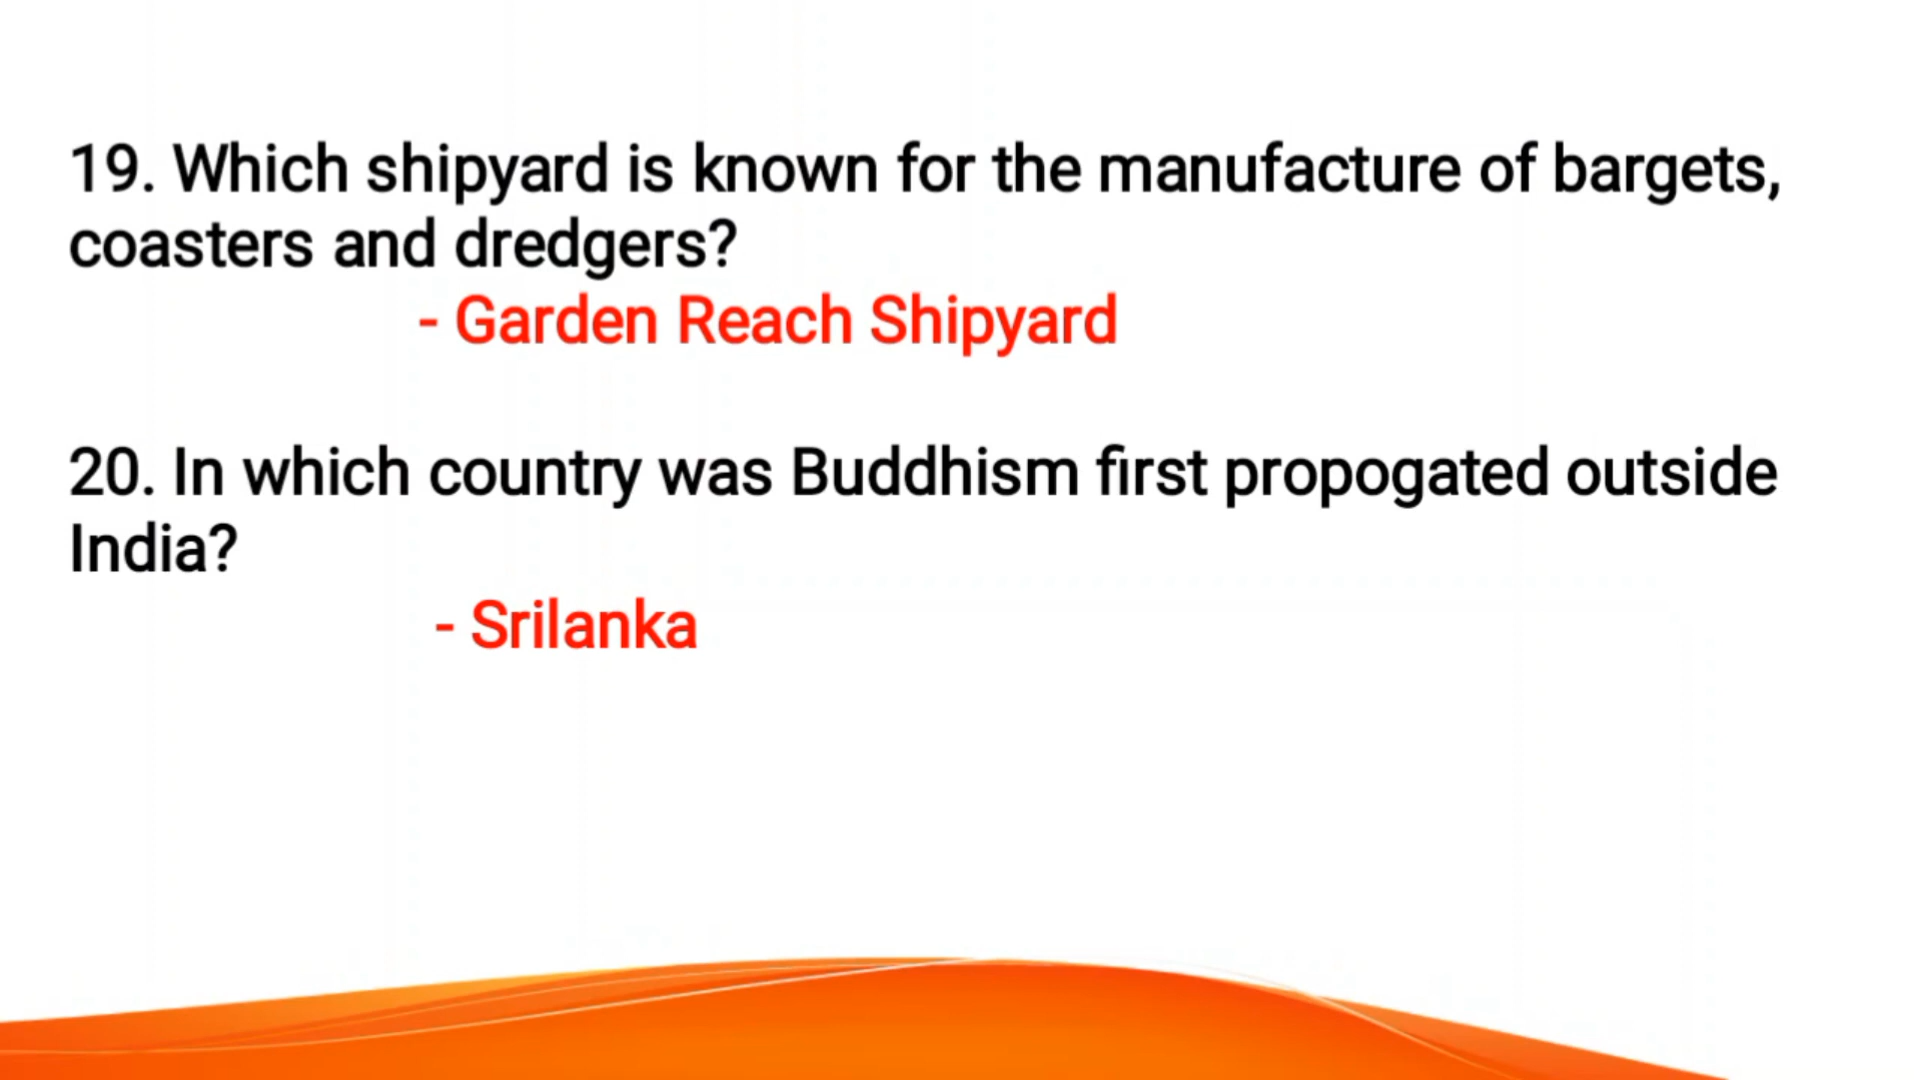 19. Which shipyard is known for the manufacture of bargets,
coasters and dredgers?
- Garden Reach Shipyard
20. In which country was Buddhism first propogated outside
India?
- Srilanka